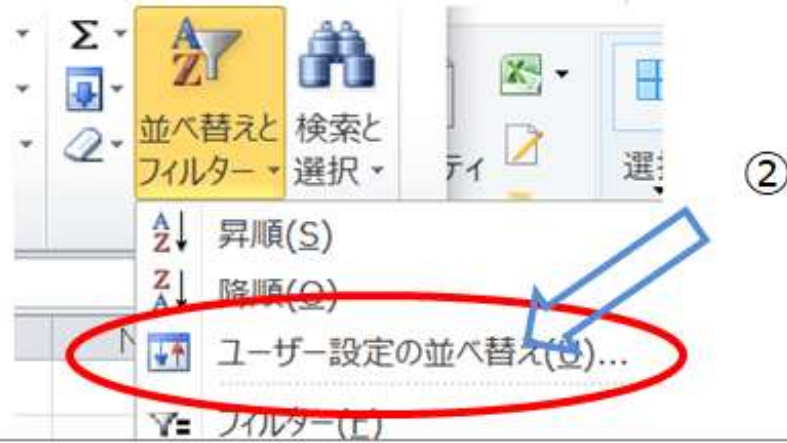 Σ
並べ替えと
フィルター
検索と
選択
ティ
選
②
昇順(S)
降順(O)
N
ユーザー設定の並べ替え(U)...
フィルター(F)